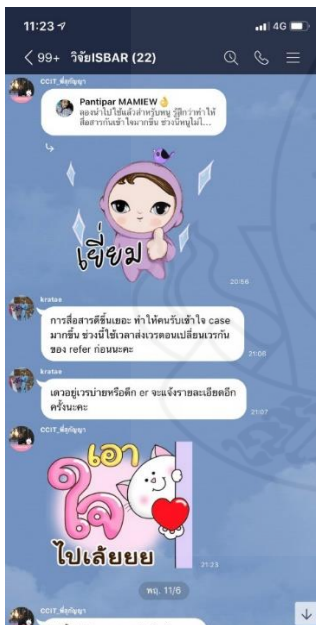 11:23
4G
99+ วิจัยISBAR (22)
CCIT_พี่กัญญา
Pantipar MAMIEW👌
ลองนำไปใช้แล้วสำหรับหนู รู้สึกว่าทำให้
สื่อสารกันเข้าใจมากขึ้น ช่วงนี้หนูไม่ไ...
เยี่ยม
20:56
kratae
การสื่อสารดีขึ้นเยอะ ทำให้คนรับเข้าใจ case
มากขึ้น ช่วงนี้ใช้เวลาส่งเวรตอนเปลี่ยนเวรกัน
ของ refer ก่อนนะคะ
21:06
kratae
เดวอยู่เวรบ่ายหรือดึก er จะแจ้งรายละเอียดอีก
ครั้งนะคะ
21:07
CCIT_พี่กัญญา
เอา
ใจ
ไปเล้ยยย
21:23
พฤ. 11/6
CCIT_พี่กัญญา